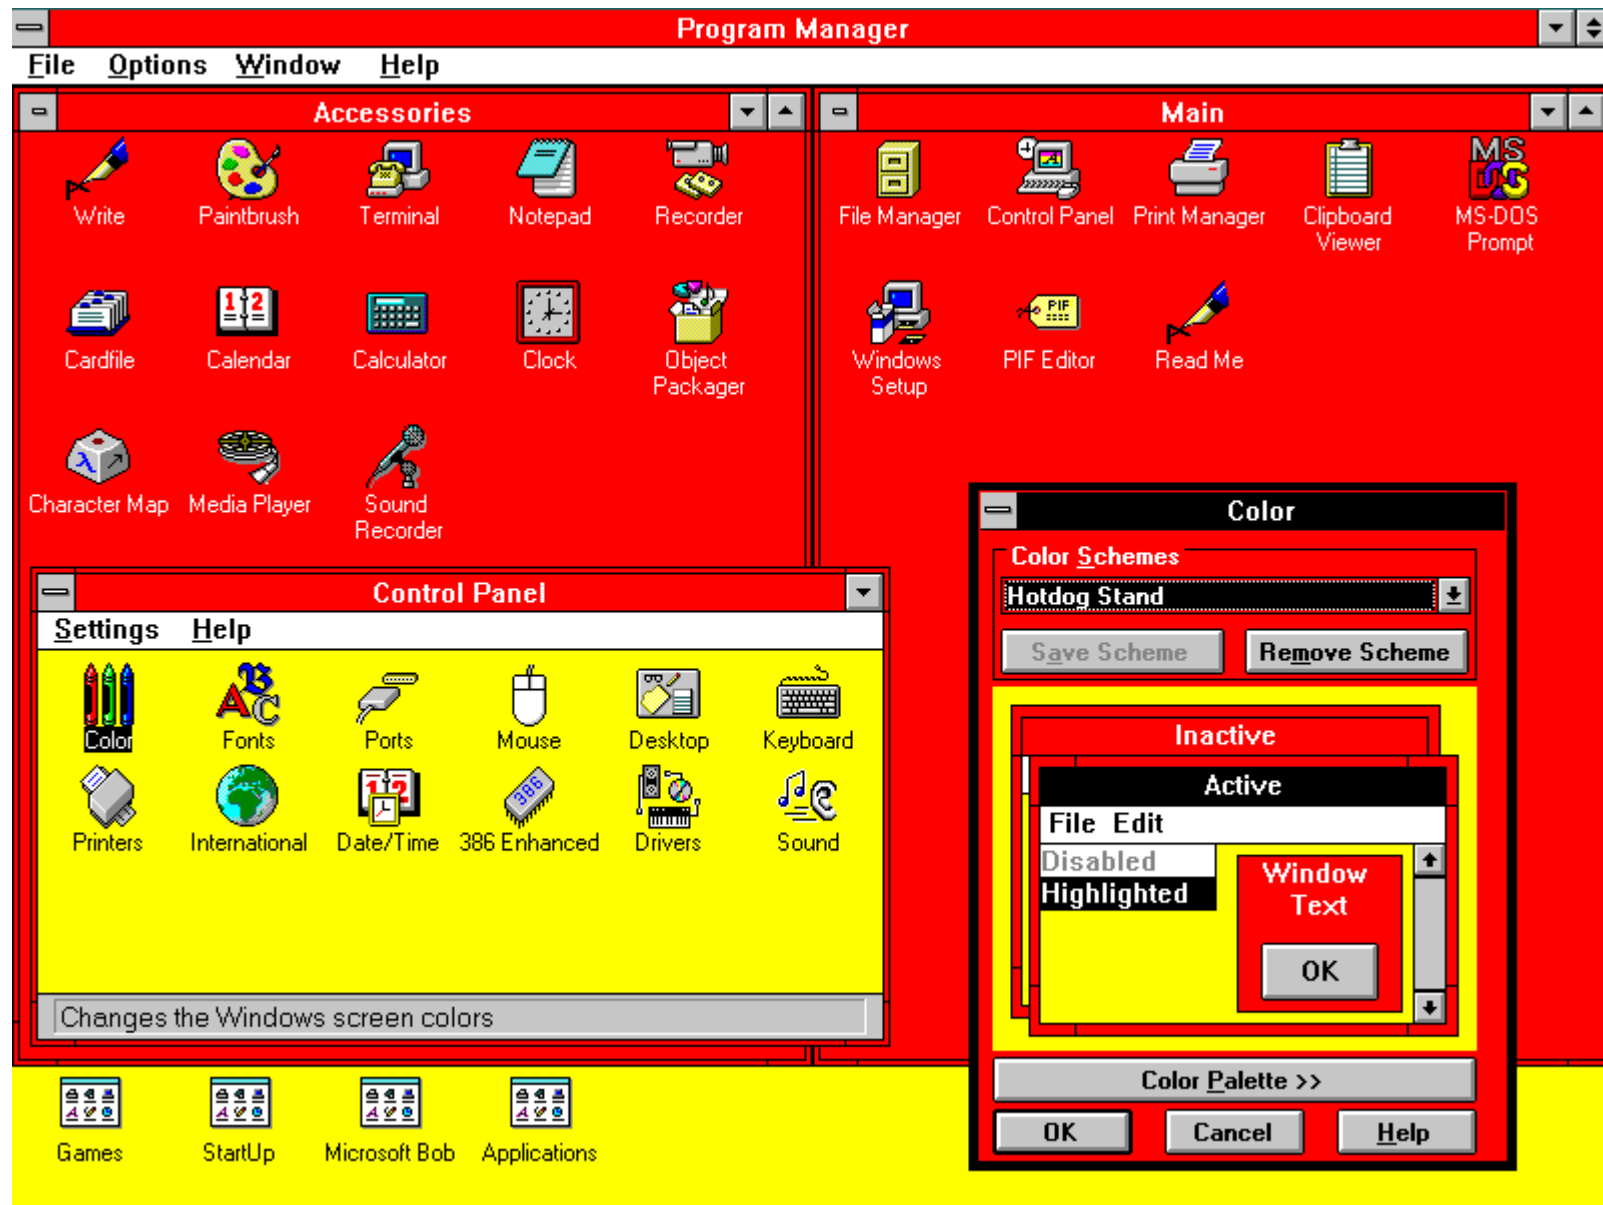 Program Manager
File Options Window Help
Accessories
Write Paintbrush Terminal Notepad Recorder
Cardfile Calendar Calculator Clock Object
Packager
Character Map Media Player Sound
Recorder
Main
File Manager Control Panel Print Manager Clipboard MS-DOS
Viewer Prompt
Windows PIF Editor Read Me
Setup
Control Panel
Settings Help
Color Fonts Ports Mouse Desktop Keyboard
Printers International Date/Time 386 Enhanced Drivers Sound
Changes the Windows screen colors
Color
Color Schemes
Hotdog Stand
Save Scheme Remove Scheme
Inactive
Active
File Edit
Disabled
Highlighted
Window
Text
OK
Color Palette >>
OK Cancel Help
Games StartUp Microsoft Bob Applications